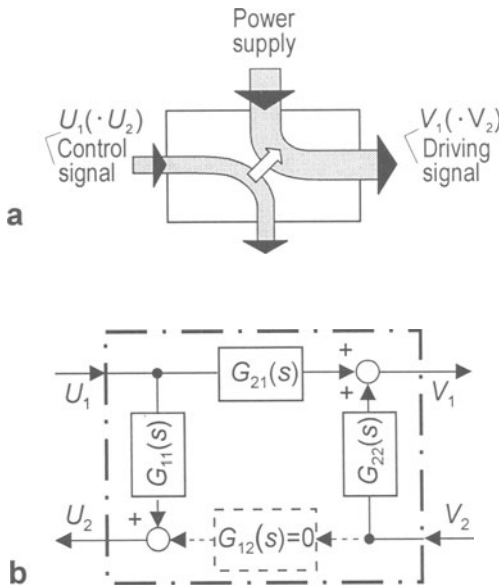 Power
supply
U₁(·U₂)
Control
signal
V₁(·V₂)
Driving
signal
a
+
G₂₁(s)
+
U₁
V₁
G₁₁(s)
G₂₂(s)
+
U₂
G₁₂(s)=0
V₂
b